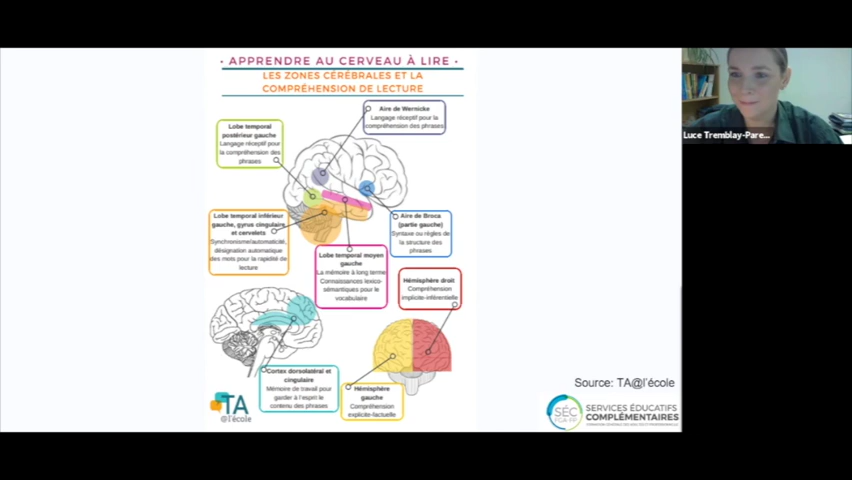 · APPRENDRE AU CERVEAU À LIRE ·
LES ZONES CÉRÉBRALES ET LA
COMPRÉHENSION DE LECTURE
Aire de Wernicke
Langage réceptif pour la
compréhension des phrases
Lobe temporal
postérieur gauche
Langage réceptif pour
la compréhension des
phrases
Lobe temporal inférieur
gauche, gyrus cingulaire
et cervelets
Synchronisme/automaticité,
désignation automatique
des mots pour la rapidité de
lecture
Aire de Broca
(partie gauche)
Syntaxe ou règles de
la structure des
phrases
Lobe temporal moyen
gauche
La mémoire à long terme
Connaissances lexico-
sémantiques pour le
vocabulaire
Hémisphère droit
Compréhension
implicite-inférentielle
Cortex dorsolatéral et
cingulaire
Mémoire de travail pour
garder à l'esprit le
contenu des phrases
Hémisphère
gauche
Compréhension
explicite-factuelle
TA
@l'école
Source: TA@l'école
SÉC
FGA-FP
SERVICES ÉDUCATIFS
COMPLÉMENTAIRES
Luce Tremblay-Pare...